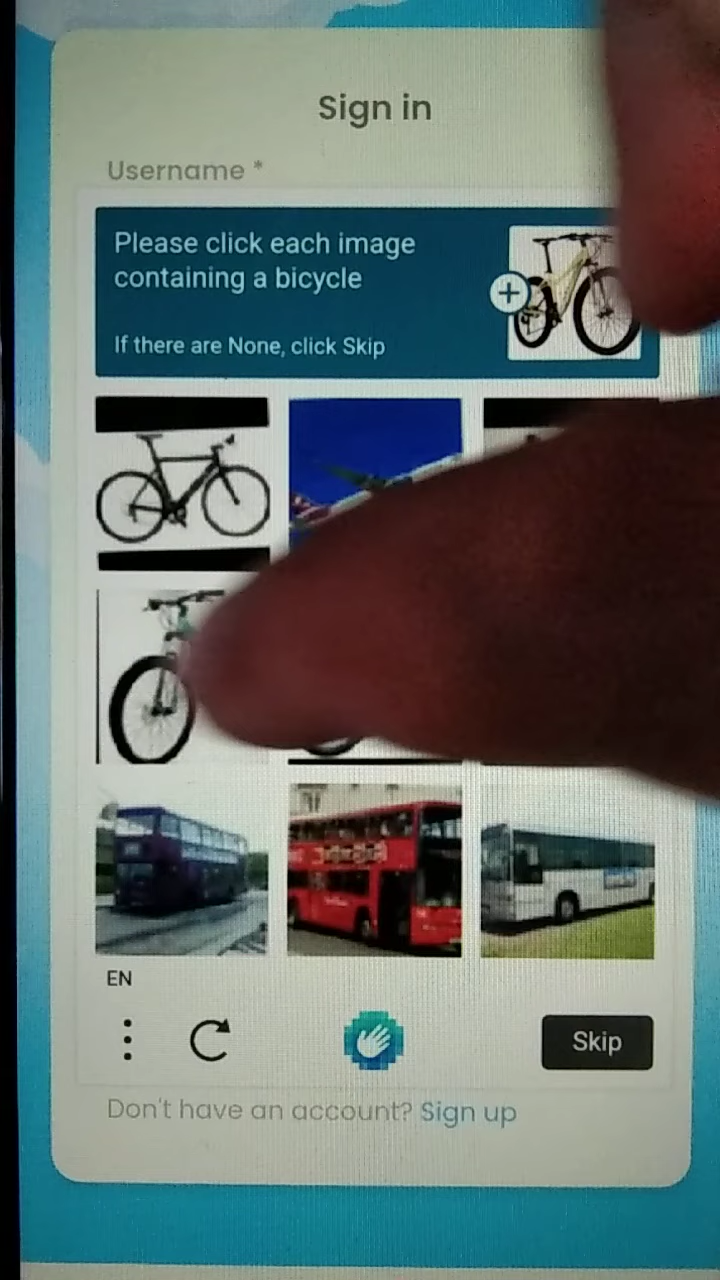 Sign in
Username *
Please click each image
containing a bicycle
If there are None, click Skip
EN
Skip
Don't have an account? Sign up